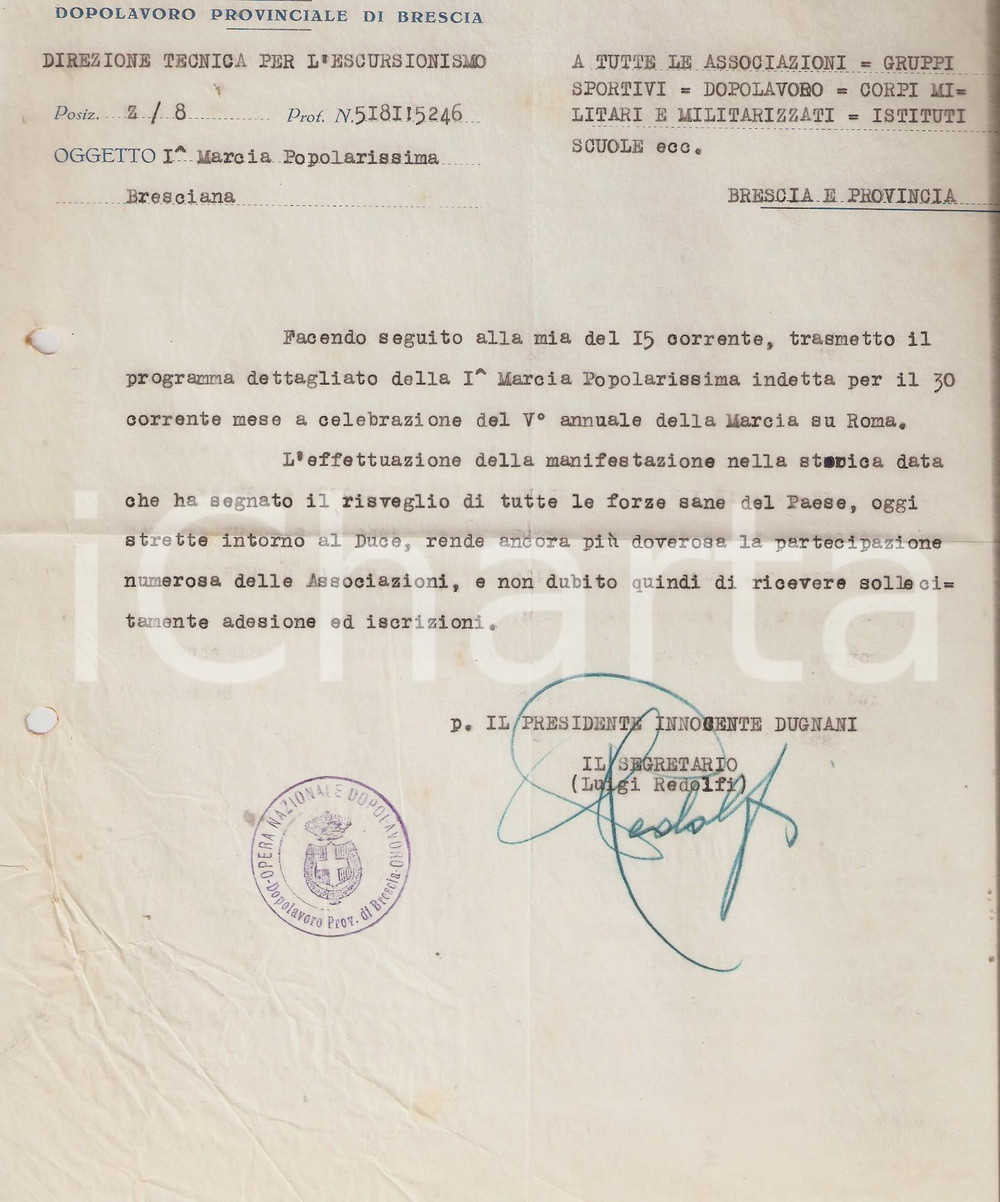 DOPOLAVORO PROVINCIALE DI BRESCIA
DIREZIONE TECNICA PER L'ESCURSIONISMO
Posiz. Z / 8 Prot. N. 5I8II5246
OGGETTO I^ Marcia Popolarissima
Bresciana
A TUTTE LE ASSOCIAZIONI = GRUPPI
SPORTIVI = DOPOLAVORO = CORPI MI=
LITARI E MILITARIZZATI = ISTITUTI
SCUOLE ecc.
BRESCIA E PROVINCIA
Facendo seguito alla mia del I5 corrente, trasmetto il
programma dettagliato della I^ Marcia Popolarissima indetta per il 30
corrente mese a celebrazione del V° annuale della Marcia su Roma.
L'effettuazione della manifestazione nella storica data
che ha segnato il risveglio di tutte le forze sane del Paese, oggi
strette intorno al Duce, rende ancora più doverosa la partecipazione
numerosa delle Associazioni, e non dubito quindi di ricevere solleci=
tamente adesione ed iscrizioni.
iCharta
p. IL PRESIDENTE INNOCENTE DUGNANI
IL SEGRETARIO
(Luigi Redolfi)
Redolfi
OPERA NAZIONALE DOPOLAVORO
Dopolavoro Prov. di Brescia